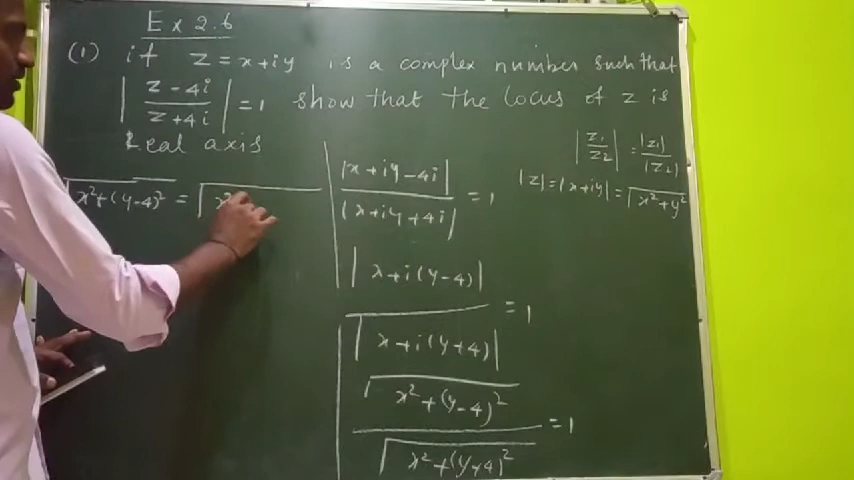 Ex 2.6
(1) if z = x+iy is a complex number such that
| z-4i / z+4i | = 1 show that the locus of z is
Real axis
|z₁/z₂| = |z₁|/|z₂|
|z| = |x+iy| = √x²+y²
|x+iy-4i| / |x+iy+4i| = 1
|x+i(y-4)| / |x+i(y+4)| = 1
√x²+(y-4)² / √x²+(y+4)² = 1
√x²+(y-4)² = √x²